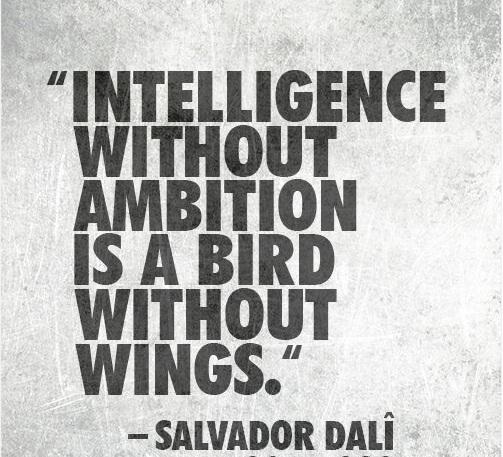 “INTELLIGENCE
WITHOUT
AMBITION
IS A BIRD
WITHOUT
WINGS.“
– SALVADOR DALÎ